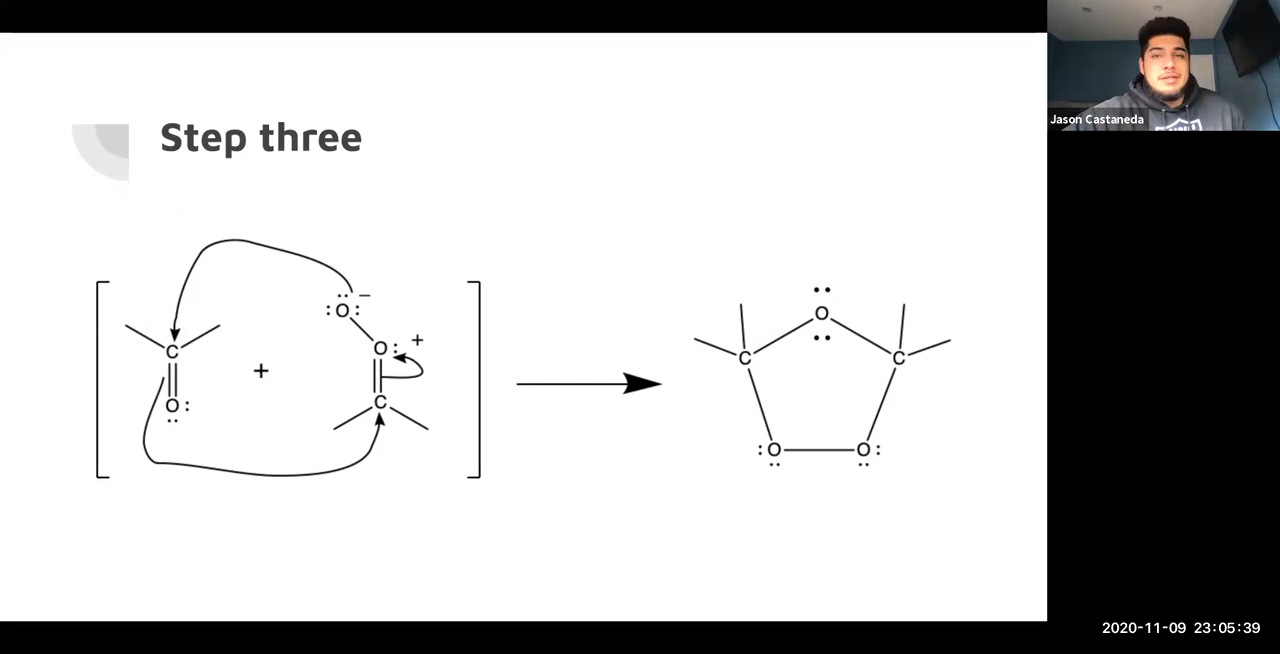 Step three
:O: −
O: +
C
+
O:
C
O
C
C
:O
O:
Jason Castaneda
2020-11-09 23:05:39